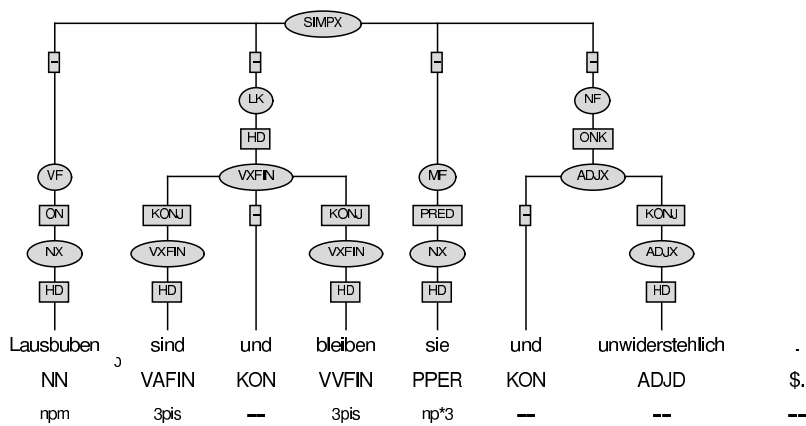 SIMPX
- - - -
LK NF
HD ONK
VF VXFIN MF ADJX
ON KONJ - KONJ PRED - KONJ
NX VXFIN VXFIN NX ADJX
HD HD HD HD HD
Lausbuben sind und bleiben sie und unwiderstehlich .
NN VAFIN KON VVFIN PPER KON ADJD $.
npm 3pis -- 3pis np*3 -- -- --